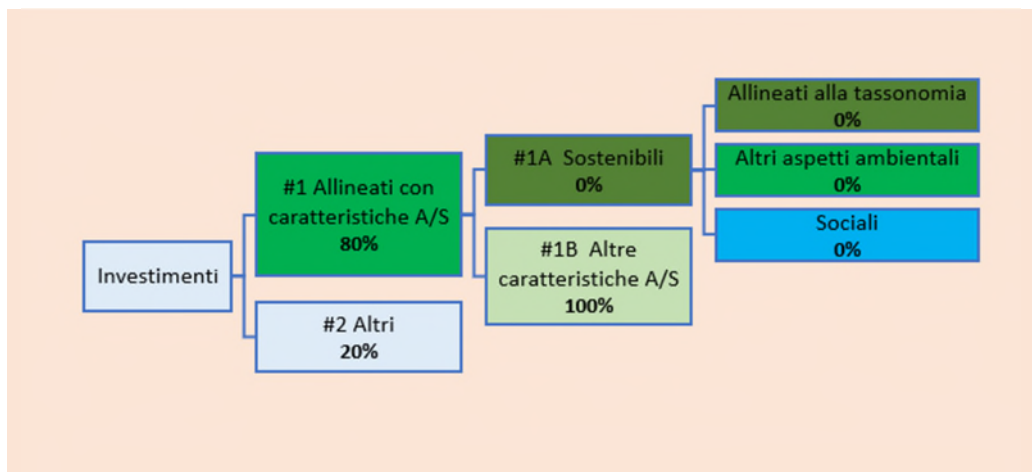 Investimenti
#1 Allineati con
caratteristiche A/S
80%
#2 Altri
20%
#1A Sostenibili
0%
#1B Altre
caratteristiche A/S
100%
Allineati alla tassonomia
0%
Altri aspetti ambientali
0%
Sociali
0%